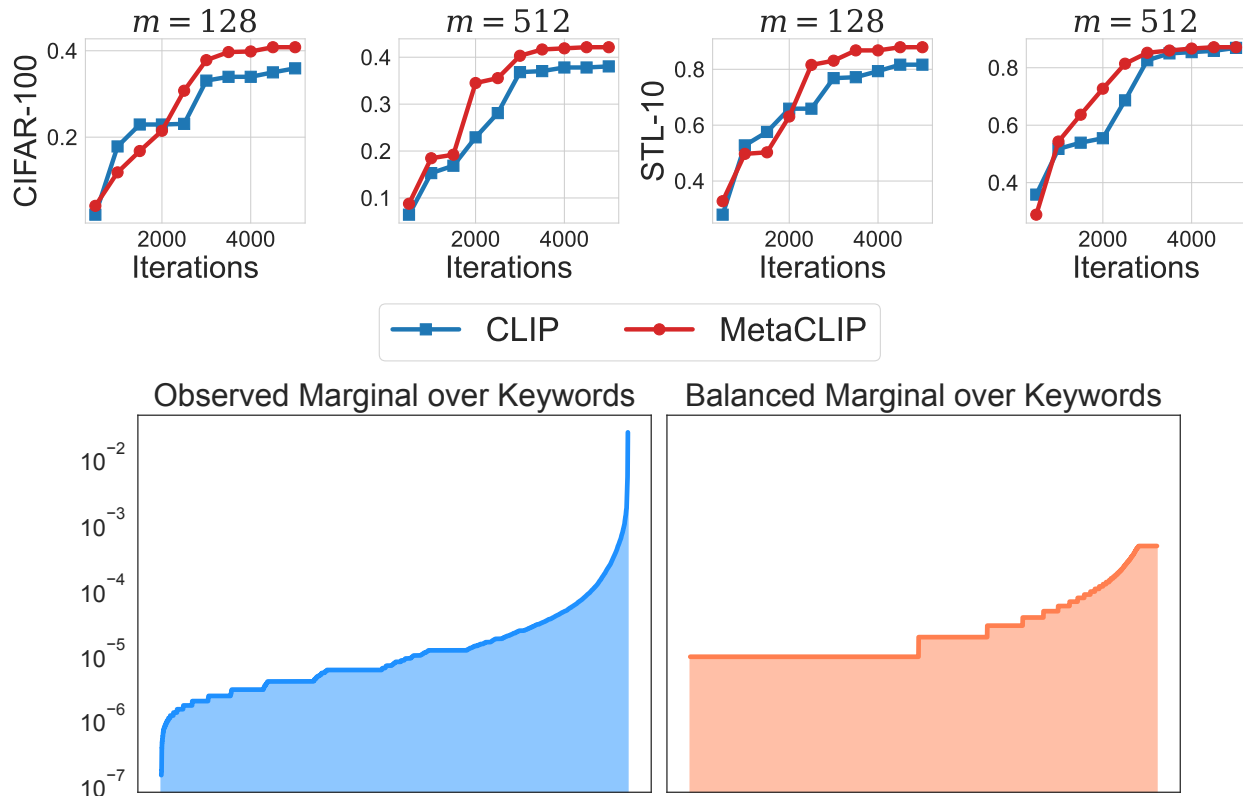 m = 128
m = 512
m = 128
m = 512
CIFAR-100
0.4
0.2
2000
4000
Iterations
0.4
0.3
0.2
0.1
2000
4000
Iterations
STL-10
0.8
0.6
0.4
2000
4000
Iterations
0.8
0.6
0.4
2000
4000
Iterations
CLIP
MetaCLIP
Observed Marginal over Keywords
Balanced Marginal over Keywords
10⁻²
10⁻³
10⁻⁴
10⁻⁵
10⁻⁶
10⁻⁷